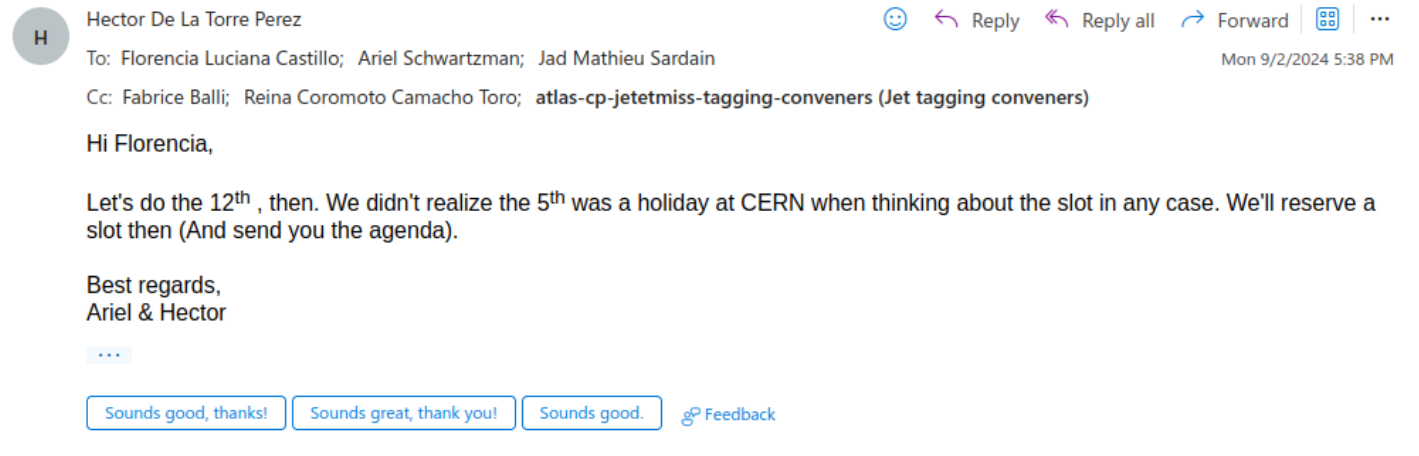 H
Hector De La Torre Perez
Reply Reply all Forward
To: Florencia Luciana Castillo; Ariel Schwartzman; Jad Mathieu Sardain
Mon 9/2/2024 5:38 PM
Cc: Fabrice Balli; Reina Coromoto Camacho Toro; atlas-cp-jetetmiss-tagging-conveners (Jet tagging conveners)
Hi Florencia,
Let's do the 12th , then. We didn't realize the 5th was a holiday at CERN when thinking about the slot in any case. We'll reserve a
slot then (And send you the agenda).
Best regards,
Ariel & Hector
...
Sounds good, thanks! Sounds great, thank you! Sounds good. Feedback